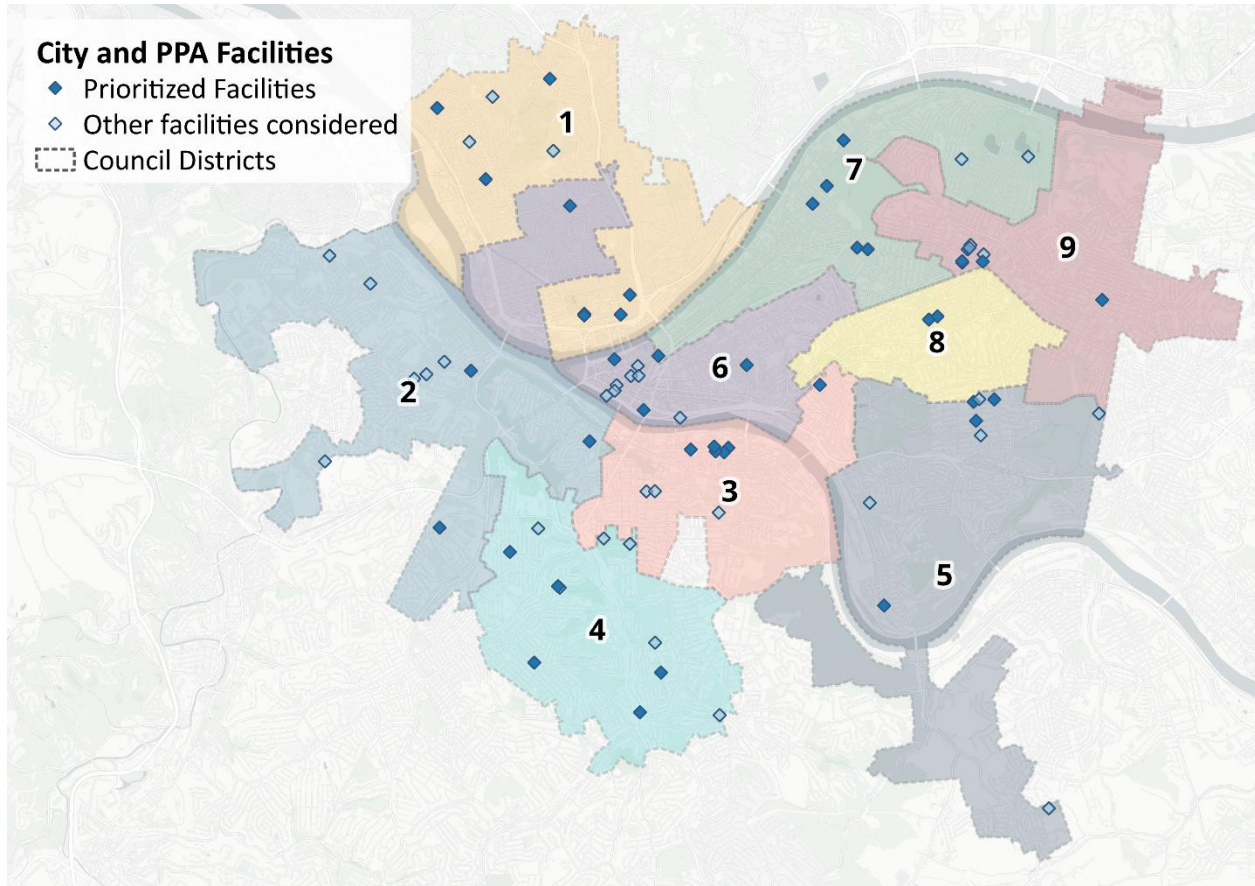 City and PPA Facilities
Prioritized Facilities
Other facilities considered
Council Districts
1
7
9
6
8
2
3
5
4